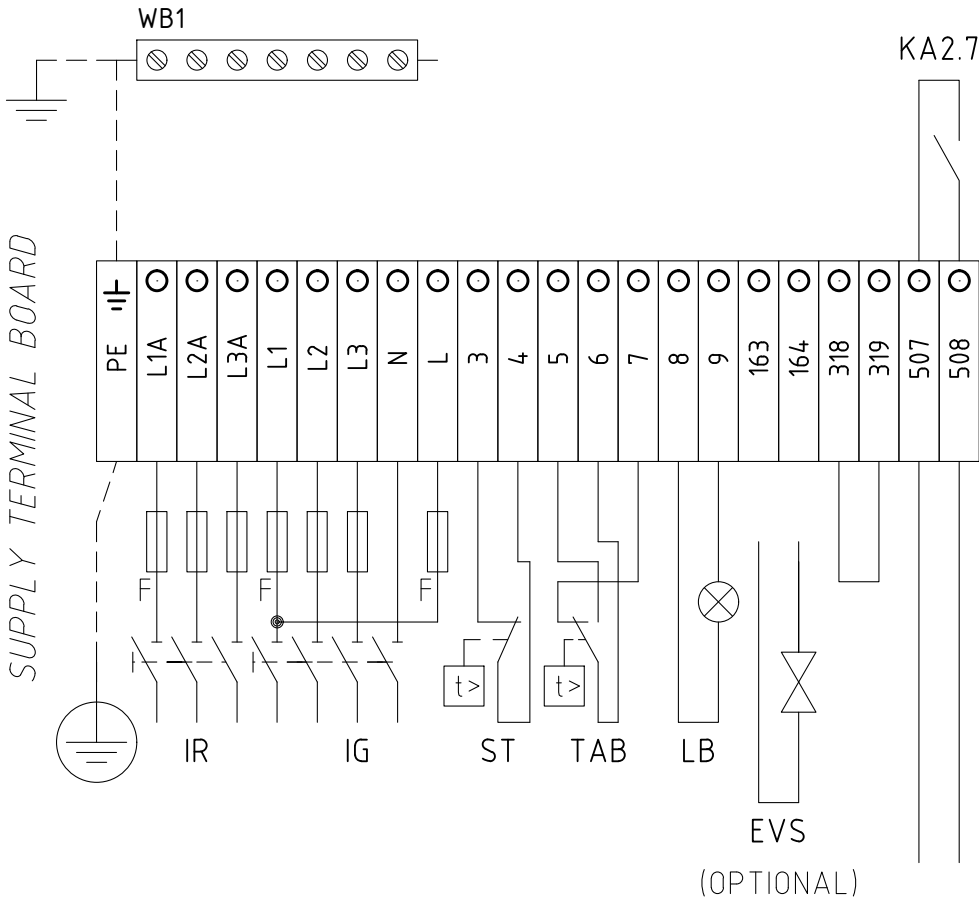 WB1
KA2.7
SUPPLY TERMINAL BOARD
PE L1A L2A L3A L1 L2 L3 N L 3 4 5 6 7 8 9 163 164 318 319 507 508
F F F
t> t>
IR IG ST TAB LB
EVS
(OPTIONAL)